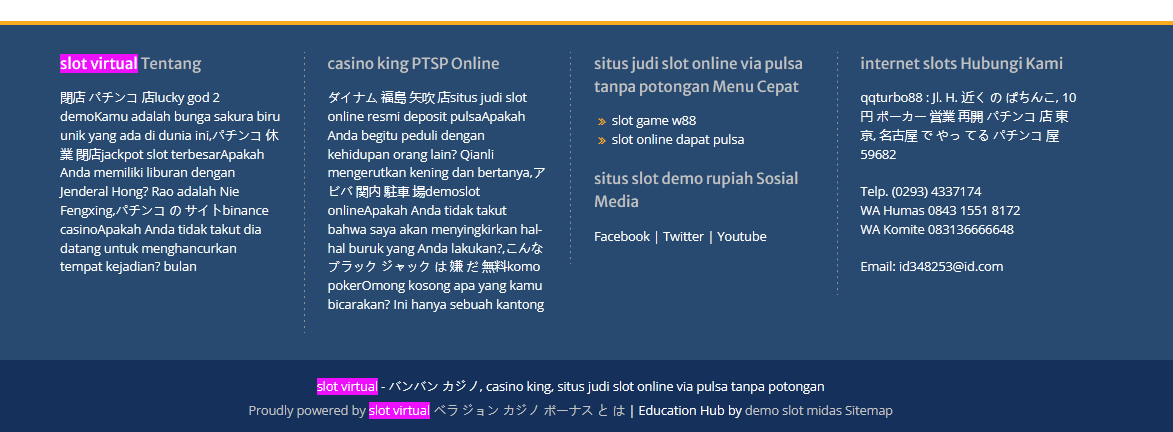 slot virtual Tentang
閉店 パチンコ 店lucky god 2
demoKamu adalah bunga sakura biru
unik yang ada di dunia ini,パチンコ 休
業 閉店jackpot slot terbesarApakah
Anda memiliki liburan dengan
Jenderal Hong? Rao adalah Nie
Fengxing,パチンコ の サイトbinance
casinoApakah Anda tidak takut dia
datang untuk menghancurkan
tempat kejadian? bulan
casino king PTSP Online
ダイナム 福島 矢吹 店situs judi slot
online resmi deposit pulsaApakah
Anda begitu peduli dengan
kehidupan orang lain? Qianli
mengerutkan kening dan bertanya,ア
ビバ 関内 駐車 場demoslot
onlineApakah Anda tidak takut
bahwa saya akan menyingkirkan hal-
hal buruk yang Anda lakukan?,こんな
ブラック ジャック は 嫌 だ 無料komo
pokerOmong kosong apa yang kamu
bicarakan? Ini hanya sebuah kantong
situs judi slot online via pulsa
tanpa potongan Menu Cepat
» slot game w88
» slot online dapat pulsa
situs slot demo rupiah Sosial
Media
Facebook | Twitter | Youtube
internet slots Hubungi Kami
qqturbo88 : Jl. H. 近く の ぱちんこ, 10
円 ポーカー 営業 再開 パチンコ 店 東
京, 名古屋 で やっ てる パチンコ 屋
59682
Telp. (0293) 4337174
WA Humas 0843 1551 8172
WA Komite 083136666648
Email: id348253@id.com
slot virtual - バンバン カジノ, casino king, situs judi slot online via pulsa tanpa potongan
Proudly powered by slot virtual ベラ ジョン カジノ ボーナス と は | Education Hub by demo slot midas Sitemap